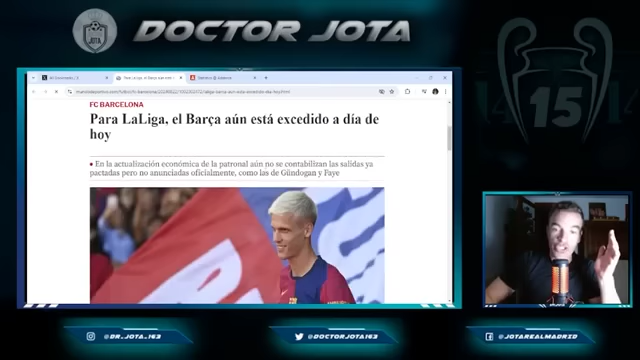 DOCTOR JOTA
JOTA
15
FC BARCELONA
Para LaLiga, el Barça aún está excedido a día de
hoy
En la actualización económica de la patronal aún no se contabilizan las salidas ya
pactadas pero no anunciadas oficialmente, como las de Gündogan y Faye
@DR_JOTA_163
@DOCTORJOTA163
@JOTAREALMADRID